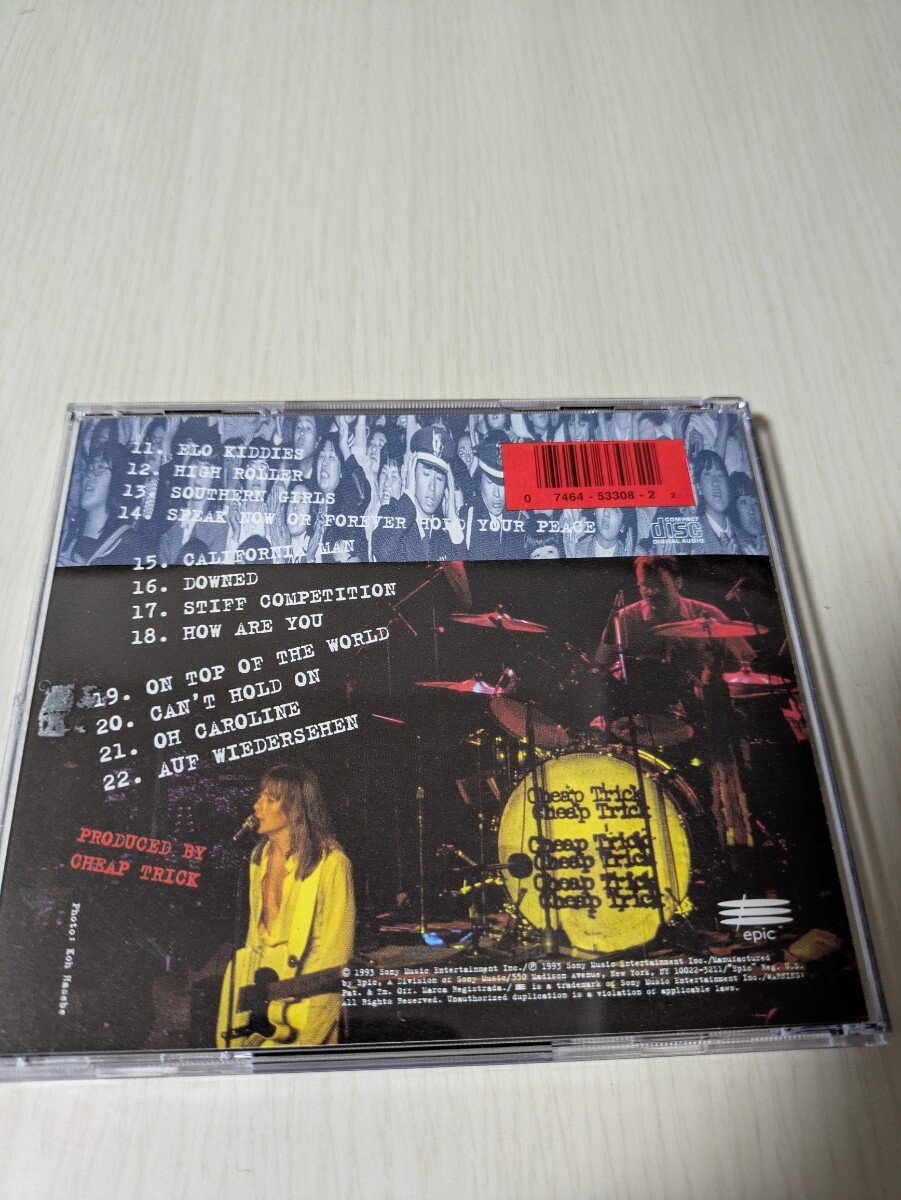 11. ELO KIDDIES
12. HIGH ROLLER
13. SOUTHERN GIRLS
14. SPEAK NOW OR FOREVER HOLD YOUR PEACE
15. CALIFORNIA MAN
16. DOWNED
17. STIFF COMPETITION
18. HOW ARE YOU
19. ON TOP OF THE WORLD
20. CAN'T HOLD ON
21. OH CAROLINE
22. AUF WIEDERSEHEN
0 7464-53308-2 2
COMPACT
disc
DIGITAL AUDIO
PRODUCED BY
CHEAP TRICK
Cheap Trick
Cheap Trick
Cheap Trick
Cheap Trick
Cheap Trick
Cheap Trick
epic
Photo: Koh Hasebe
© 1993 Sony Music Entertainment Inc./℗ 1993 Sony Music Entertainment Inc./Manufactured
by Epic, A Division of Sony Music/550 Madison Avenue, New York, NY 10022-3211/"Epic" Reg. U.S.
Pat. & Tm. Off. Marca Registrada./ is a trademark of Sony Music Entertainment Inc./WARNING:
All Rights Reserved. Unauthorized duplication is a violation of applicable laws.